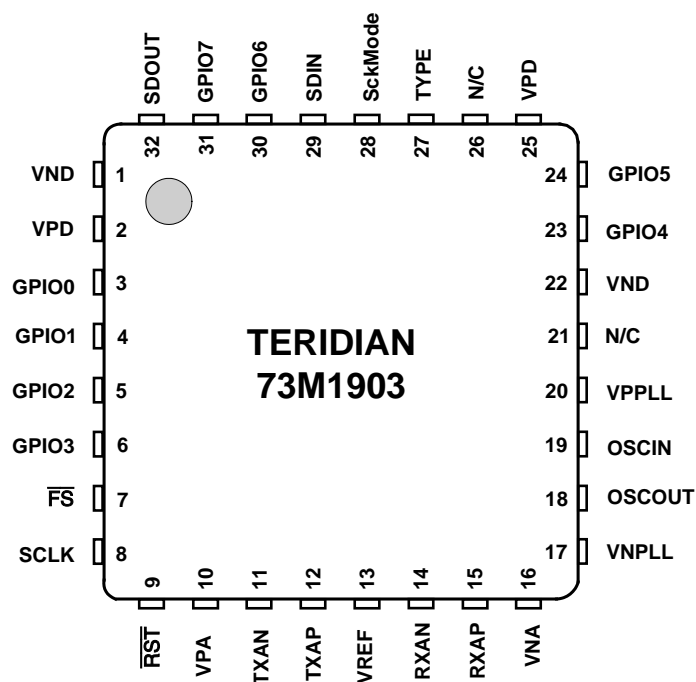 SDOUT GPIO7 GPIO6 SDIN SckMode TYPE N/C VPD
32 31 30 29 28 27 26 25
VND 1 24 GPIO5
VPD 2 23 GPIO4
GPIO0 3 22 VND
GPIO1 4 21 N/C
TERIDIAN
73M1903
GPIO2 5 20 VPPLL
GPIO3 6 19 OSCIN
F̅S̅ 7 18 OSCOUT
SCLK 8 17 VNPLL
9 10 11 12 13 14 15 16
R̅S̅T̅ VPA TXAN TXAP VREF RXAN RXAP VNA